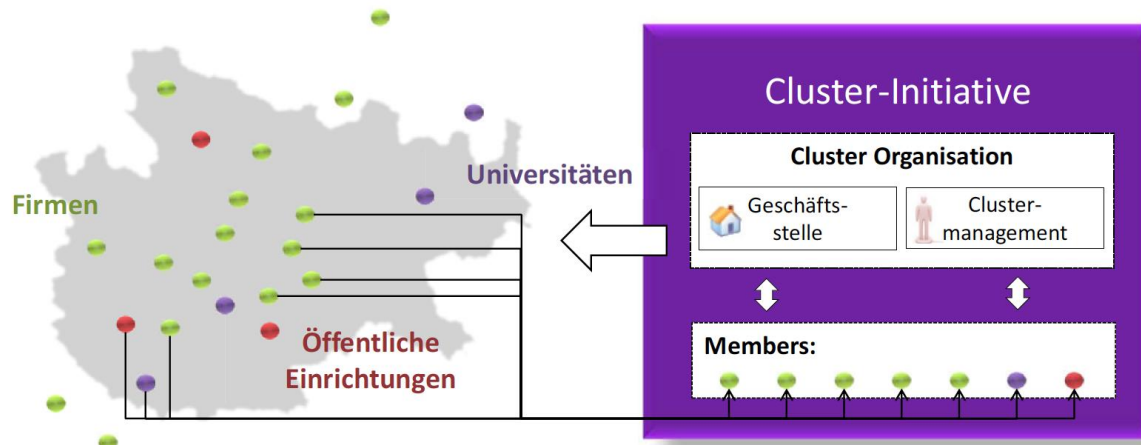 Cluster-Initiative
Cluster Organisation
Universitäten
Firmen
Geschäfts-
stelle
Cluster-
management
Öffentliche
Einrichtungen
Members: